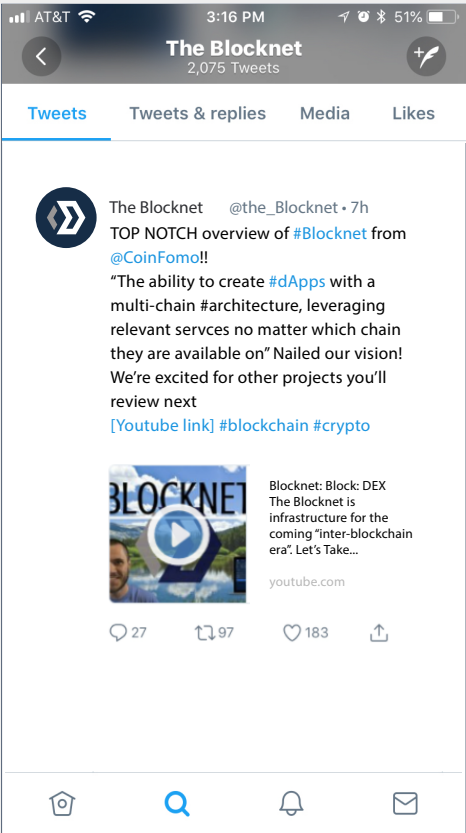 AT&T 3:16 PM 51%
The Blocknet
2,075 Tweets
Tweets Tweets & replies Media Likes
The Blocknet @the_Blocknet • 7h
TOP NOTCH overview of #Blocknet from
@CoinFomo!!
“The ability to create #dApps with a
multi-chain #architecture, leveraging
relevant servces no matter which chain
they are available on” Nailed our vision!
We’re excited for other projects you’ll
review next
[Youtube link] #blockchain #crypto
BLOCKNET
Blocknet: Block: DEX
The Blocknet is
infrastructure for the
coming “inter-blockchain
era”. Let’s Take...
youtube.com
27 97 183